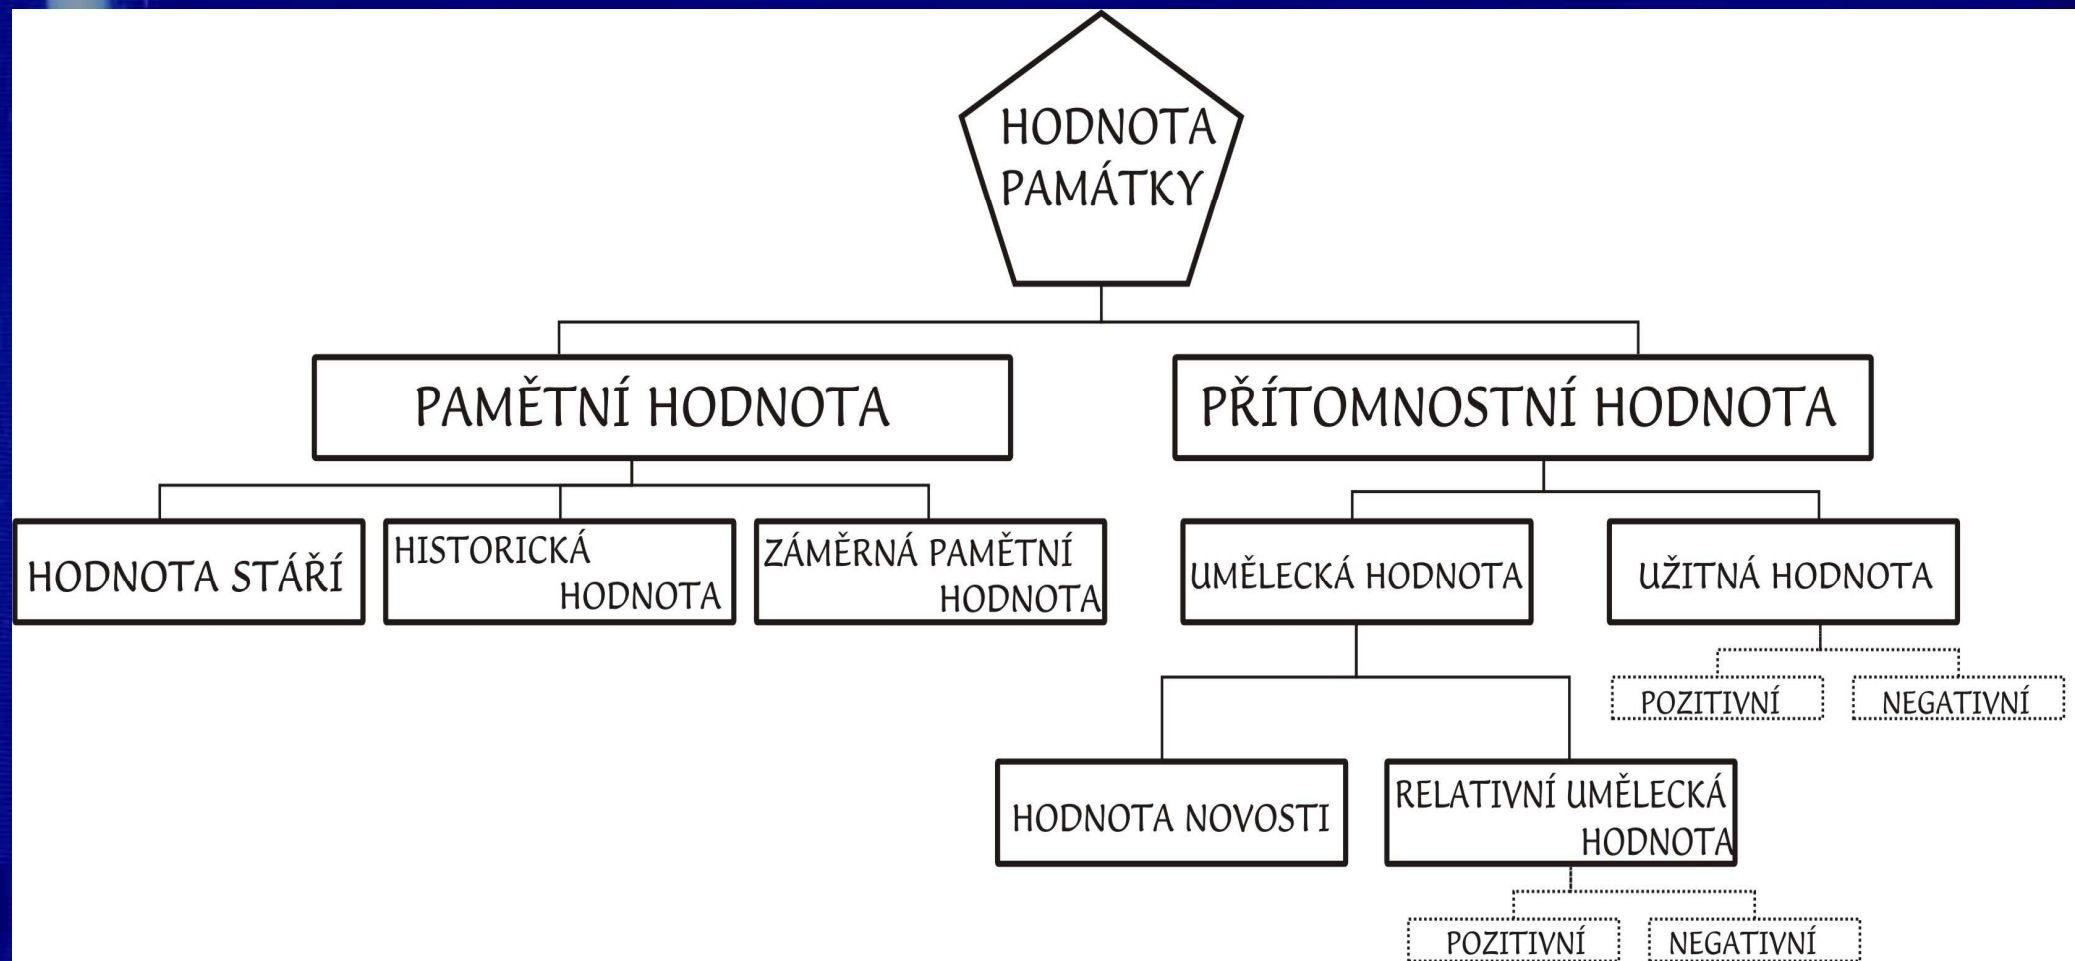 HODNOTA
PAMÁTKY
PAMĚTNÍ HODNOTA
PŘÍTOMNOSTNÍ HODNOTA
HODNOTA STÁŘÍ
HISTORICKÁ
HODNOTA
ZÁMĚRNÁ PAMĚTNÍ
HODNOTA
UMĚLECKÁ HODNOTA
UŽITNÁ HODNOTA
POZITIVNÍ
NEGATIVNÍ
HODNOTA NOVOSTI
RELATIVNÍ UMĚLECKÁ
HODNOTA
POZITIVNÍ
NEGATIVNÍ